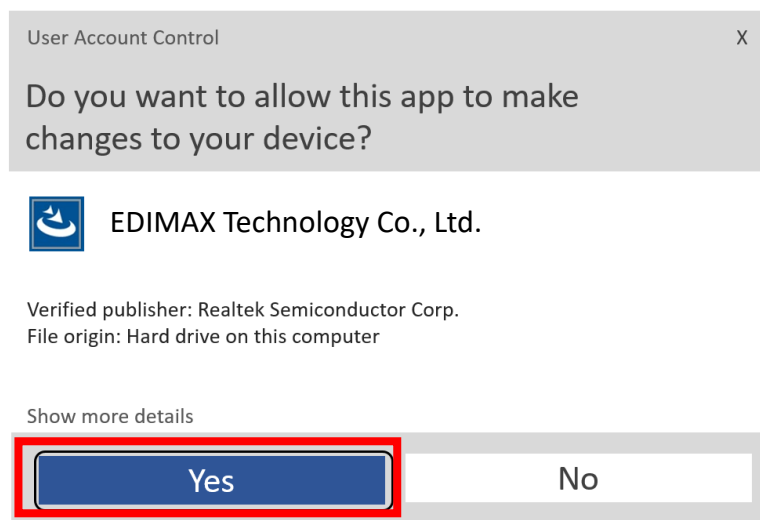 User Account Control X
Do you want to allow this app to make
changes to your device?
EDIMAX Technology Co., Ltd.
Verified publisher: Realtek Semiconductor Corp.
File origin: Hard drive on this computer
Show more details
Yes No